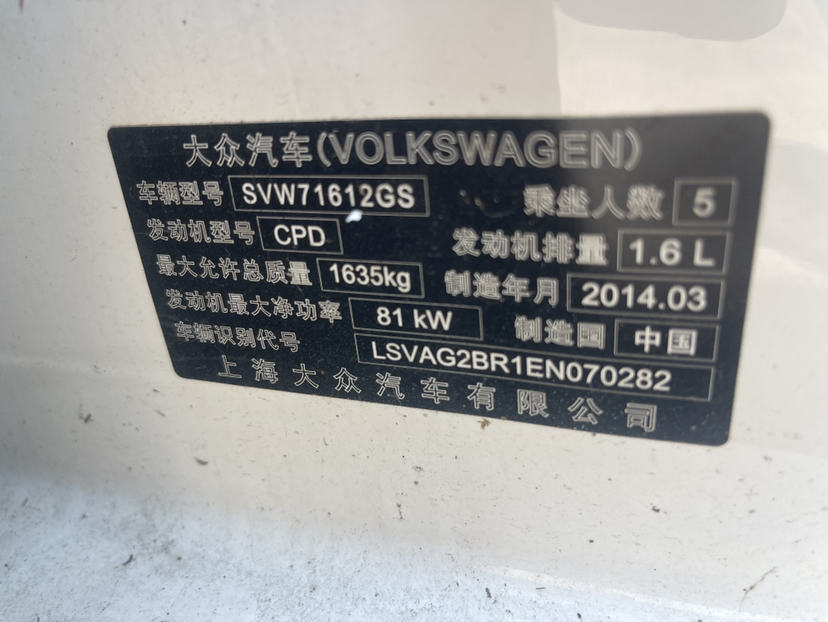 大众汽车(VOLKSWAGEN)
车辆型号 SVW71612GS 乘坐人数 5
发动机型号 CPD 发动机排量 1.6 L
最大允许总质量 1635kg 制造年月 2014.03
发动机最大净功率 81 kW 制造国 中国
车辆识别代号 LSVAG2BR1EN070282
上海大众汽车有限公司